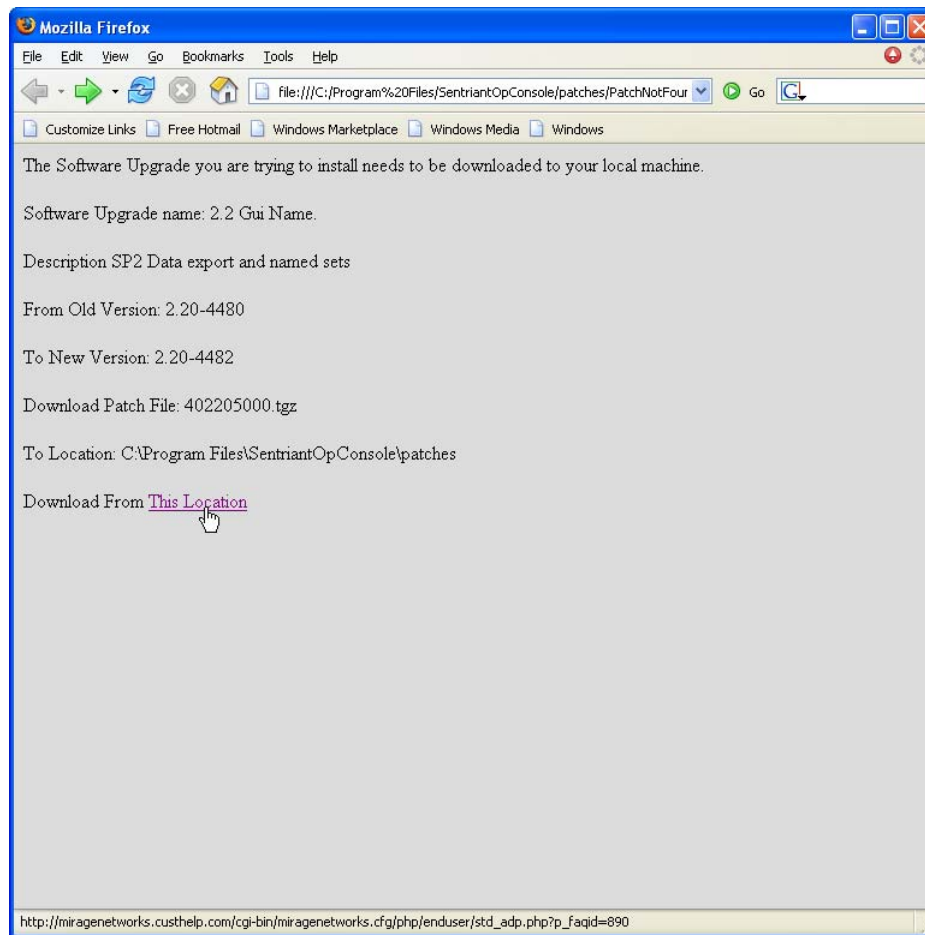 Mozilla Firefox
File Edit View Go Bookmarks Tools Help
file:///C:/Program%20Files/SentriantOpConsole/patches/PatchNotFour Go G
Customize Links Free Hotmail Windows Marketplace Windows Media Windows
The Software Upgrade you are trying to install needs to be downloaded to your local machine.
Software Upgrade name: 2.2 Gui Name.
Description SP2 Data export and named sets
From Old Version: 2.20-4480
To New Version: 2.20-4482
Download Patch File: 402205000.tgz
To Location: C:\Program Files\SentriantOpConsole\patches
Download From This Location
http://miragenetworks.custhelp.com/cgi-bin/miragenetworks.cfg/php/enduser/std_adp.php?p_faqid=890